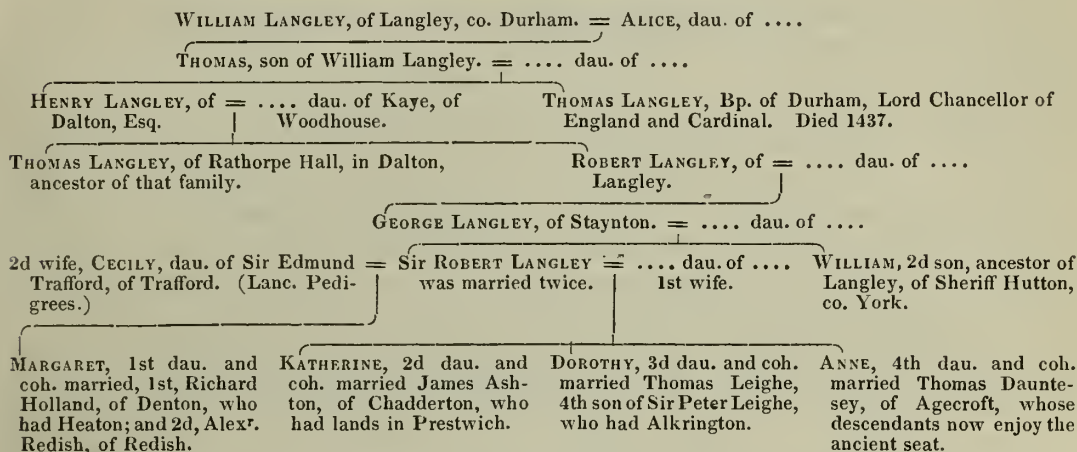 WILLIAM LANGLEY, of Langley, co. Durham. = ALICE, dau. of ....
THOMAS, son of William Langley. = .... dau. of ....
HENRY LANGLEY, of = .... dau. of Kaye, of
Dalton, Esq. Woodhouse.
THOMAS LANGLEY, Bp. of Durham, Lord Chancellor of
England and Cardinal. Died 1437.
THOMAS LANGLEY, of Rathorpe Hall, in Dalton,
ancestor of that family.
ROBERT LANGLEY, of = .... dau. of ....
Langley.
GEORGE LANGLEY, of Staynton. = .... dau. of ....
2d wife, CECILY, dau. of Sir Edmund =
Trafford, of Trafford. (Lanc. Pedi-
grees.)
Sir ROBERT LANGLEY =
was married twice.
.... dau. of ....
1st wife.
WILLIAM, 2d son, ancestor of
Langley, of Sheriff Hutton,
co. York.
MARGARET, 1st dau. and
coh. married, 1st, Richard
Holland, of Denton, who
had Heaton; and 2d, Alexr.
Redish, of Redish.
KATHERINE, 2d dau. and
coh. married James Ash-
ton, of Chadderton, who
had lands in Prestwich.
DOROTHY, 3d dau. and coh.
married Thomas Leighe,
4th son of Sir Peter Leighe,
who had Alkrington.
ANNE, 4th dau. and coh.
married Thomas Daunte-
sey, of Agecroft, whose
descendants now enjoy the
ancient seat.